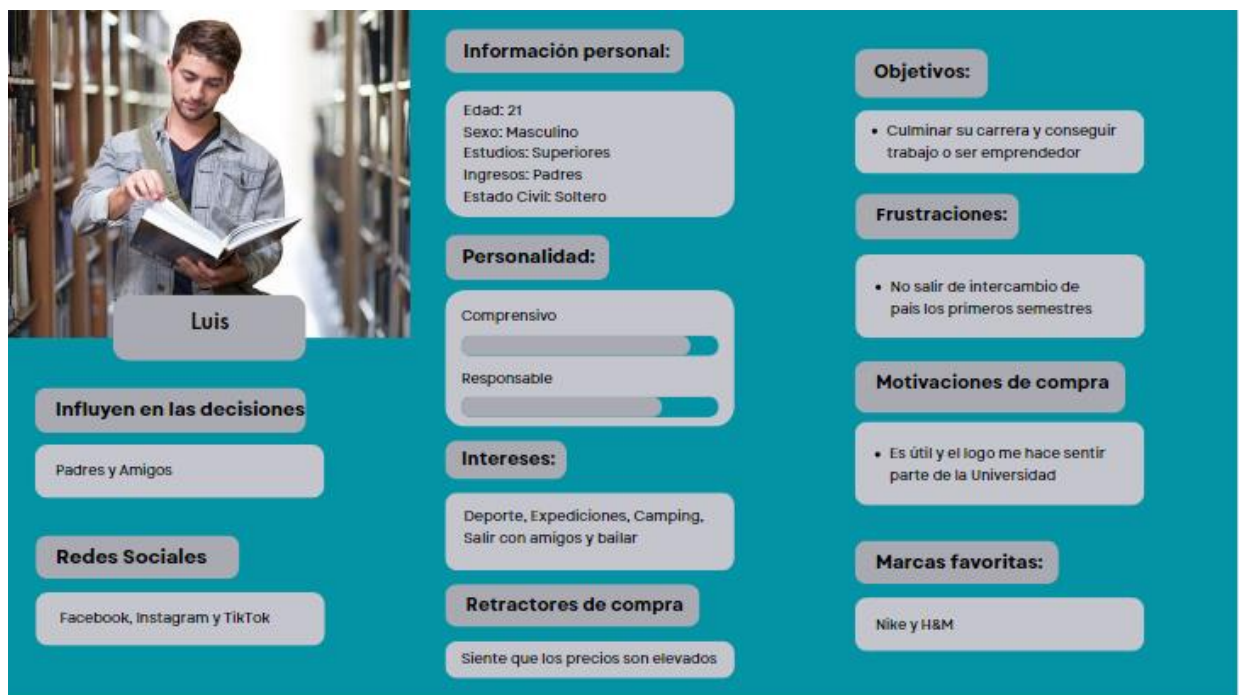 Luis
Influyen en las decisiones
Padres y Amigos
Redes Sociales
Facebook, Instagram y TikTok
Información personal:
Edad: 21
Sexo: Masculino
Estudios: Superiores
Ingresos: Padres
Estado Civil: Soltero
Personalidad:
Comprensivo
Responsable
Intereses:
Deporte, Expediciones, Camping,
Salir con amigos y bailar
Retractores de compra
Siente que los precios son elevados
Objetivos:
• Culminar su carrera y conseguir
trabajo o ser emprendedor
Frustraciones:
• No salir de intercambio de
país los primeros semestres
Motivaciones de compra
• Es útil y el logo me hace sentir
parte de la Universidad
Marcas favoritas:
Nike y H&M